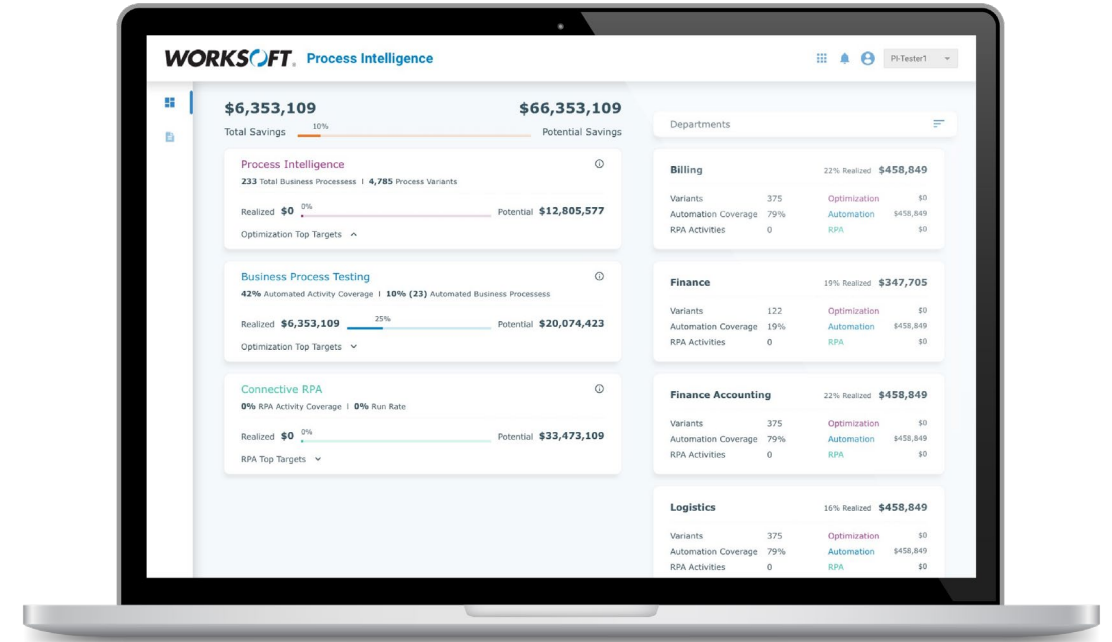 WORKSOFT® Process Intelligence
PI-Tester1
$6,353,109
$66,353,109
Total Savings
10%
Potential Savings
Process Intelligence
233 Total Business Processess | 4,785 Process Variants
Realized $0
0%
Potential $12,805,577
Optimization Top Targets
Business Process Testing
42% Automated Activity Coverage | 10% (23) Automated Business Processess
Realized $6,353,109
25%
Potential $20,074,423
Optimization Top Targets
Connective RPA
0% RPA Activity Coverage | 0% Run Rate
Realized $0
0%
Potential $33,473,109
RPA Top Targets
Departments
Billing
22% Realized $458,849
Variants 375 Optimization $0
Automation Coverage 79% Automation $458,849
RPA Activities 0 RPA $0
Finance
19% Realized $347,705
Variants 122 Optimization $0
Automation Coverage 19% Automation $458,849
RPA Activities 0 RPA $0
Finance Accounting
22% Realized $458,849
Variants 375 Optimization $0
Automation Coverage 79% Automation $458,849
RPA Activities 0 RPA $0
Logistics
16% Realized $458,849
Variants 375 Optimization $0
Automation Coverage 79% Automation $458,849
RPA Activities 0 RPA $0